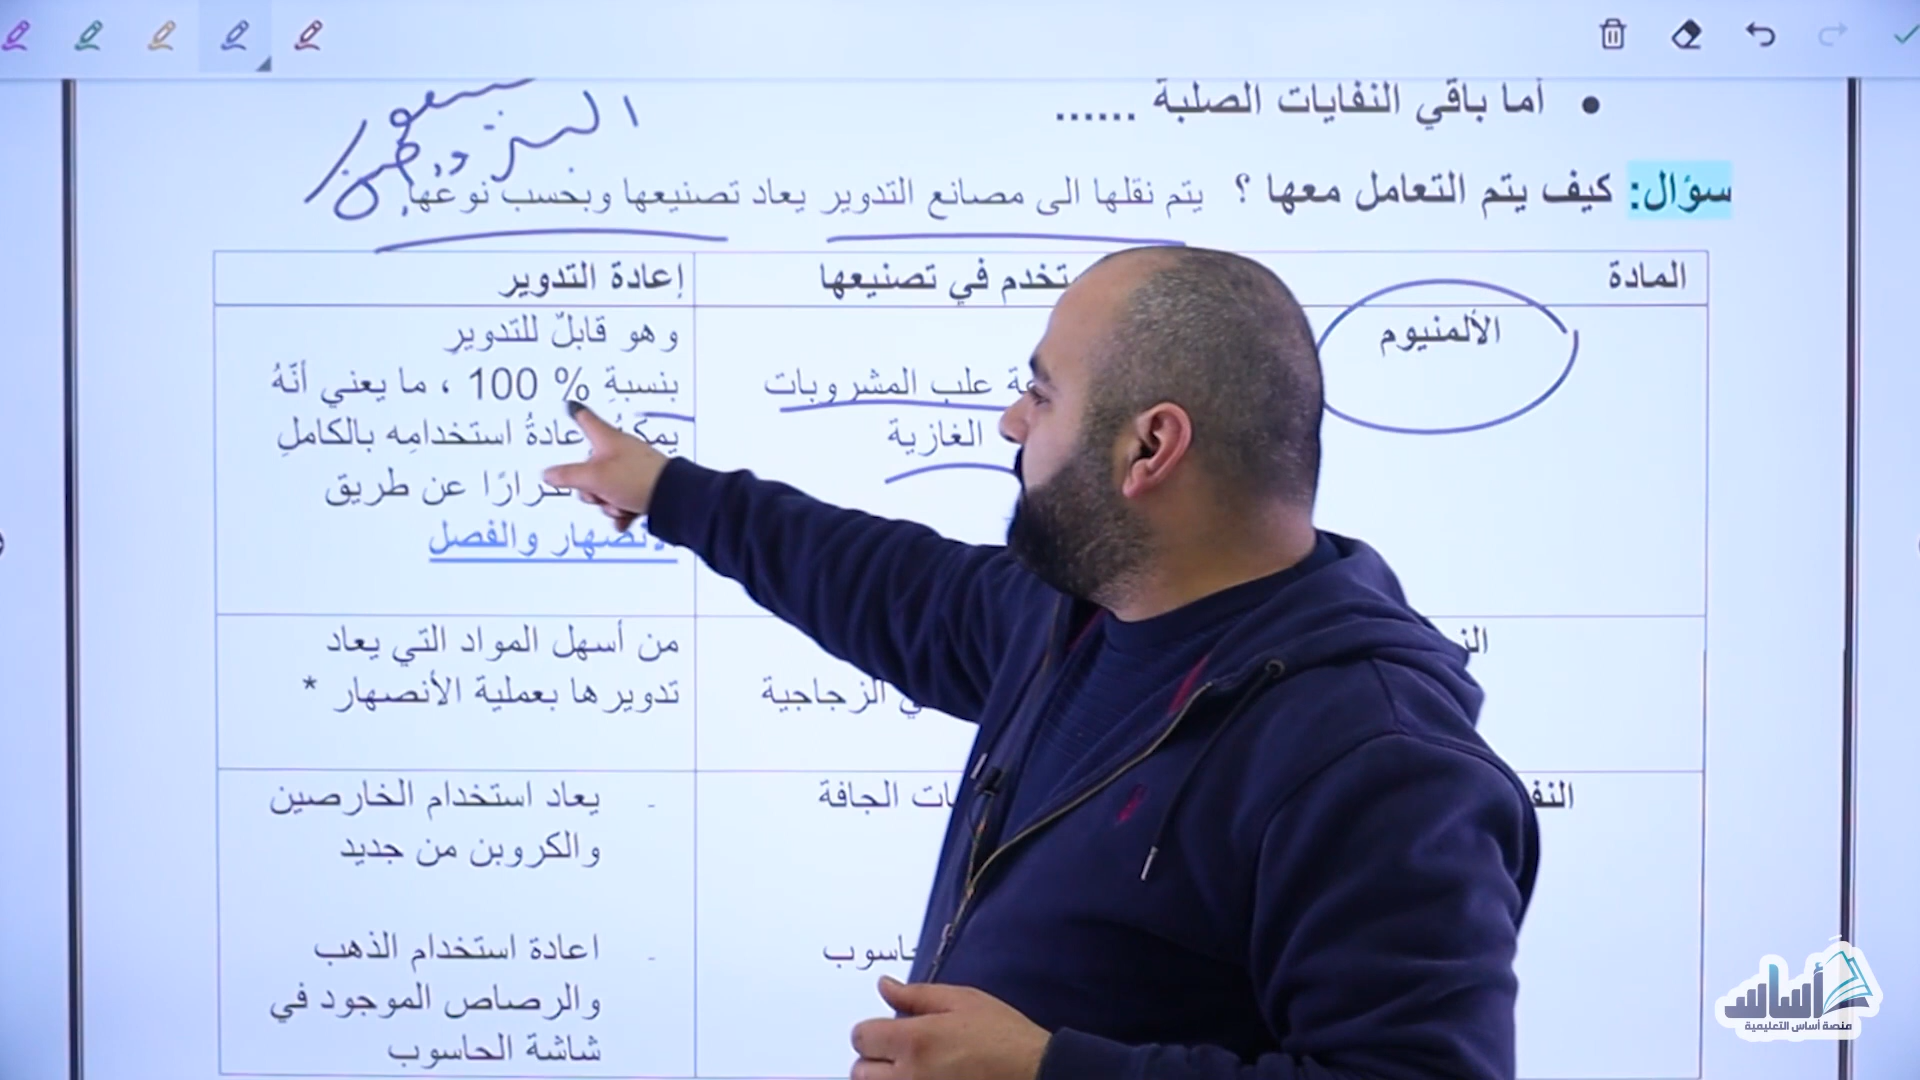 أما باقي النفايات الصلبة ......
سؤال: كيف يتم التعامل معها ؟ يتم نقلها الى مصانع التدوير يعاد تصنيعها وبحسب نوعها.
المادة
تخدم في تصنيعها
إعادة التدوير
الألمنيوم
علب المشروبات
الغازية
وهو قابلٌ للتدويرِ
بنسبةِ % 100 ، ما يعني أنّهُ
إعادةُ استخدامِه بالكاملِ
عن طريق
الانصهار والفصل
الزجاجية
من أسهل المواد التي يعاد
تدويرها بعملية الأنصهار *
الجافة
- يعاد استخدام الخارصين
والكروبن من جديد
- اعادة استخدام الذهب
والرصاص الموجود في
شاشة الحاسوب
أساس
منصة أساس التعليمية